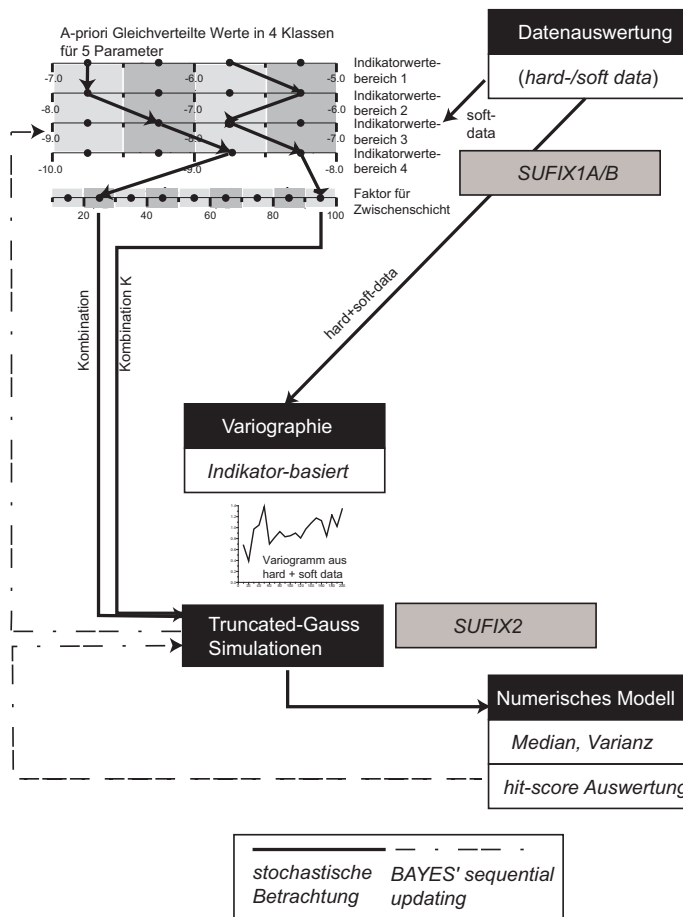 A-priori Gleichverteilte Werte in 4 Klassen
für 5 Parameter
Indikatorwerte-
bereich 1
-7.0 -6.0 -5.0
Indikatorwerte-
bereich 2
-8.0 -7.0 -6.0
Indikatorwerte-
bereich 3
-9.0 -8.0 -7.0
Indikatorwerte-
bereich 4
-10.0 -9.0 -8.0
Faktor für
Zwischenschicht
20 40 60 80 100
Datenauswertung
(hard-/soft data)
soft-
data
SUFIX1A/B
hard+soft-data
Kombination
Kombination K
Variographie
Indikator-basiert
Variogramm aus
hard + soft data
Truncated-Gauss
Simulationen
SUFIX2
Numerisches Modell
Median, Varianz
hit-score Auswertung
stochastische
Betrachtung
BAYES' sequential
updating